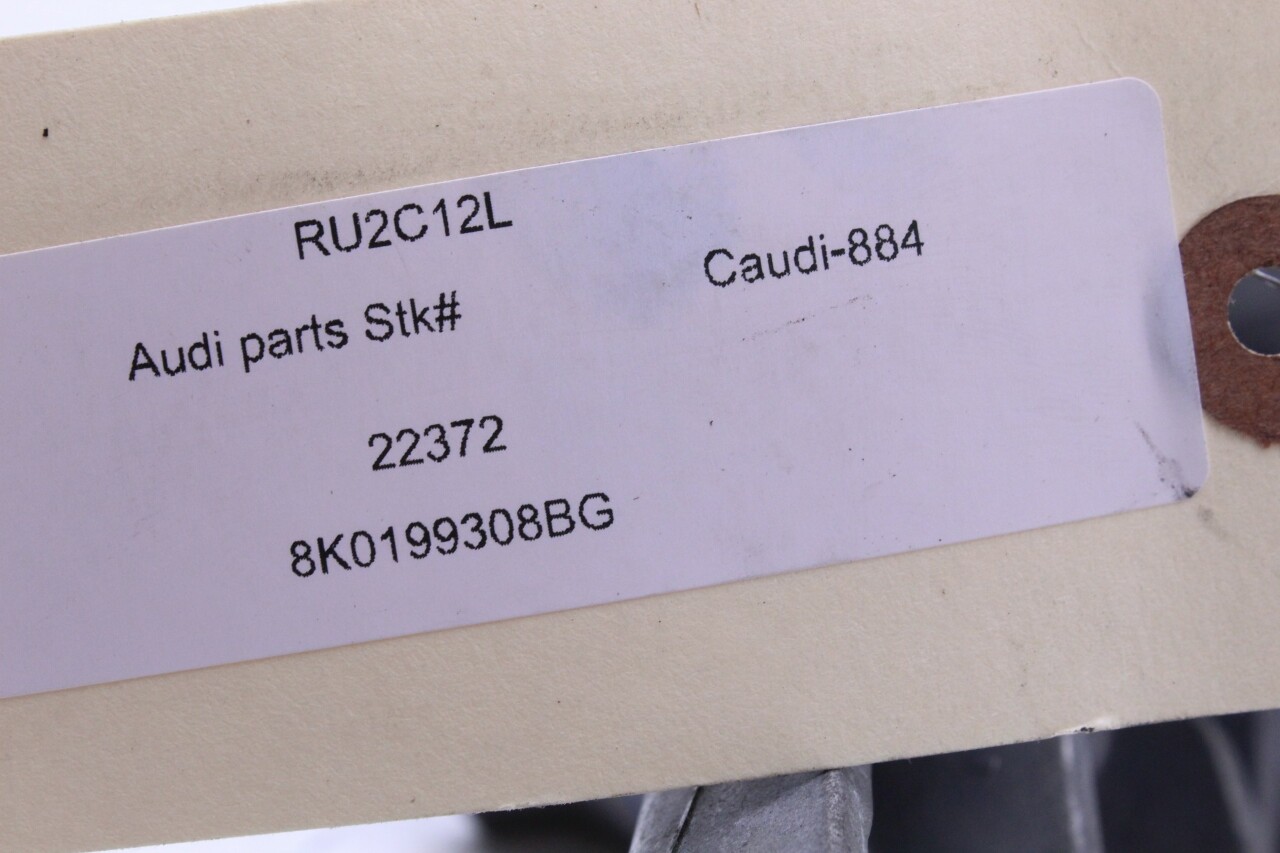 RU2C12L
Caudi-884
Audi parts Stk#
22372
8K0199308BG